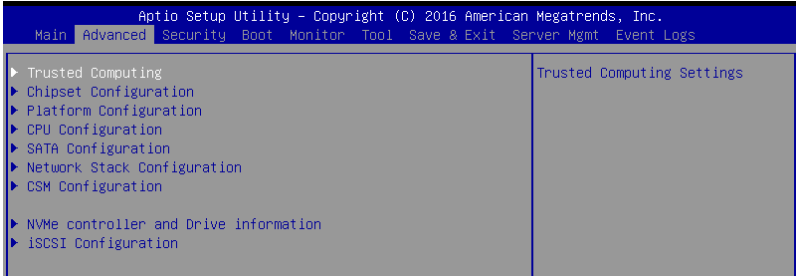 Aptio Setup Utility – Copyright (C) 2016 American Megatrends, Inc.
Main Advanced Security Boot Monitor Tool Save & Exit Server Mgmt Event Logs
Trusted Computing
Chipset Configuration
Platform Configuration
CPU Configuration
SATA Configuration
Network Stack Configuration
CSM Configuration
NVMe controller and Drive information
iSCSI Configuration
Trusted Computing Settings